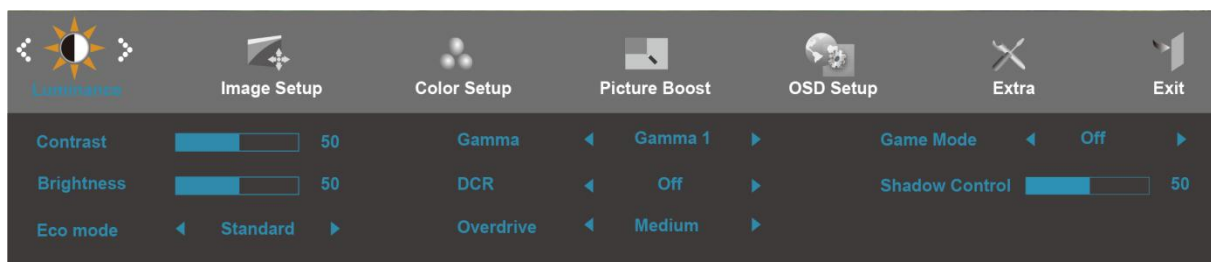 Luminance Image Setup Color Setup Picture Boost OSD Setup Extra Exit
Contrast 50 Gamma Gamma 1 Game Mode Off
Brightness 50 DCR Off Shadow Control 50
Eco mode Standard Overdrive Medium